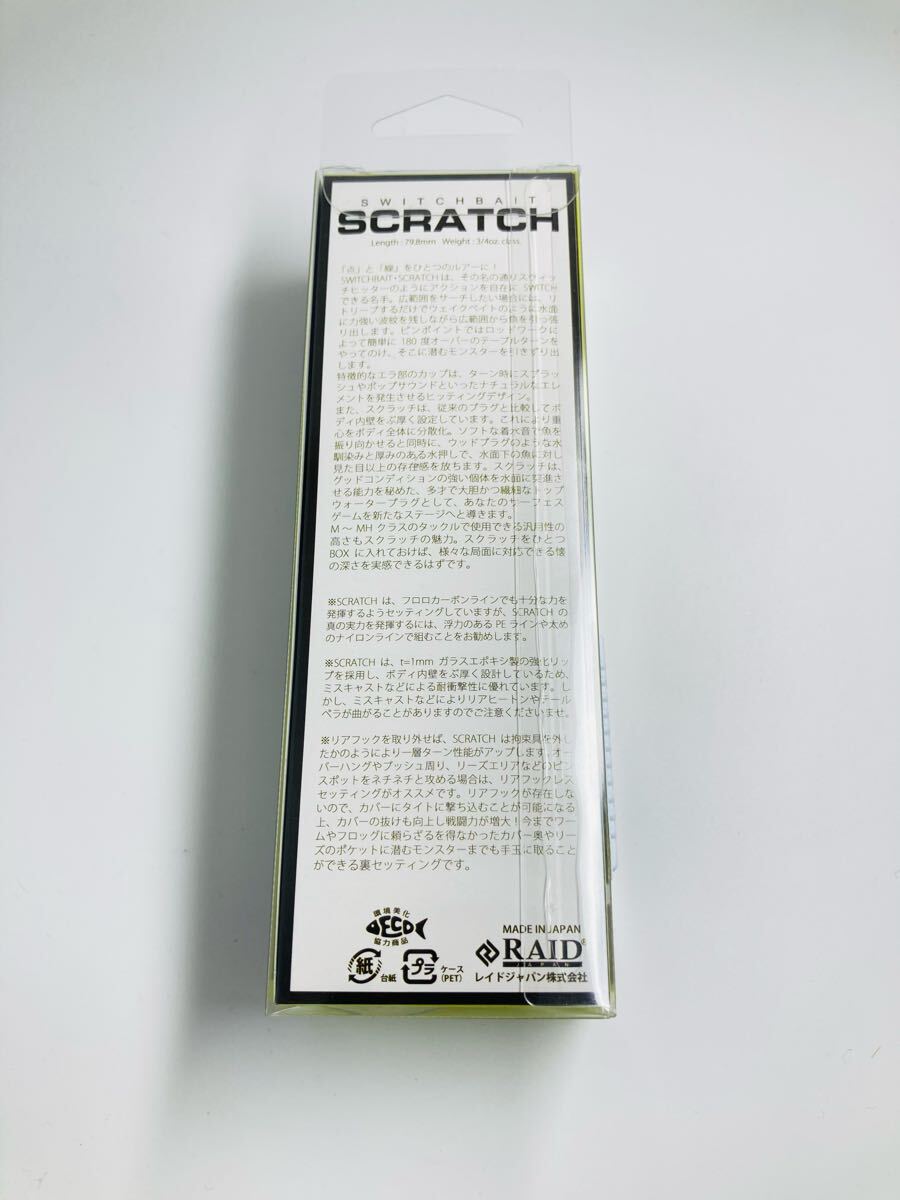 SWITCHBAIT
SCRATCH
Length : 79.8mm Weight : 3/4oz. class.
「点」と「線」をひとつのルアーに！
SWITCHBAIT・SCRATCHは、その名の通りスウィッ
チヒッターのようにアクションを自在に SWITCH
できる名手。広範囲をサーチしたい場合には、リ
トリーブするだけでウェイクベイトのように水面
に力強い波紋を残しながら広範囲から魚を引っ張
り出します。ピンポイントではロッドワークに
よって簡単に 180 度オーバーのテーブルターンを
やってのけ、そこに潜むモンスターを引きずり出
します。
特徴的なエラ部のカップは、ターン時にスプラッ
シュやポップサウンドといったナチュラルなエレ
メントを発生させるヒッティングデザイン。
また、スクラッチは、従来のプラグと比較してボ
ディ内壁をぶ厚く設定しています。これにより重
心をボディ全体に分散化。ソフトな着水音で魚を
振り向かせると同時に、ウッドプラグのような水
馴染みと厚みのある水押しで、水面下の魚に対し
見た目以上の存在感を放ちます。スクラッチは、
グッドコンディションの強い個体を水面に突進さ
せる能力を秘めた、多才で大胆かつ繊細なトップ
ウォータープラグとして、あなたのサーフェス
ゲームを新たなステージへと導きます。
M～ MH クラスのタックルで使用できる汎用性の
高さもスクラッチの魅力。スクラッチをひとつ
BOX に入れておけば、様々な局面に対応できる懐
の深さを実感できるはずです。
※SCRATCH は、フロロカーボンラインでも十分な力を
発揮するようセッティングしていますが、SCRATCH の
真の実力を発揮するには、浮力のある PE ラインや太め
のナイロンラインで組むことをお勧めします。
※SCRATCH は、t=1mm ガラスエポキシ製の強化リッ
プを採用し、ボディ内壁をぶ厚く設計しているため、
ミスキャストなどによる耐衝撃性に優れています。し
かし、ミスキャストなどによりリアヒートンやテール
ペラが曲がることがありますのでご注意くださいませ。
※リアフックを取り外せば、SCRATCH は拘束具を外し
たかのようにより一層ターン性能がアップします。オー
バーハングやブッシュ周り、リーズエリアなどのピン
スポットをネチネチと攻める場合は、リアフックレス
セッティングがオススメです。リアフックが存在しな
いので、カバーにタイトに撃ち込むことが可能になる
上、カバーの抜けも向上し戦闘力が増大！今までワー
ムやフロッグに頼らざるを得なかったカバー奥やリー
ズのポケットに潜むモンスターまでも手玉に取ること
ができる裏セッティングです。
環境美化
ECO
協力商品
紙
台紙
プラ
ケース
(PET)
MADE IN JAPAN
RAID®
JAPAN
レイドジャパン株式会社